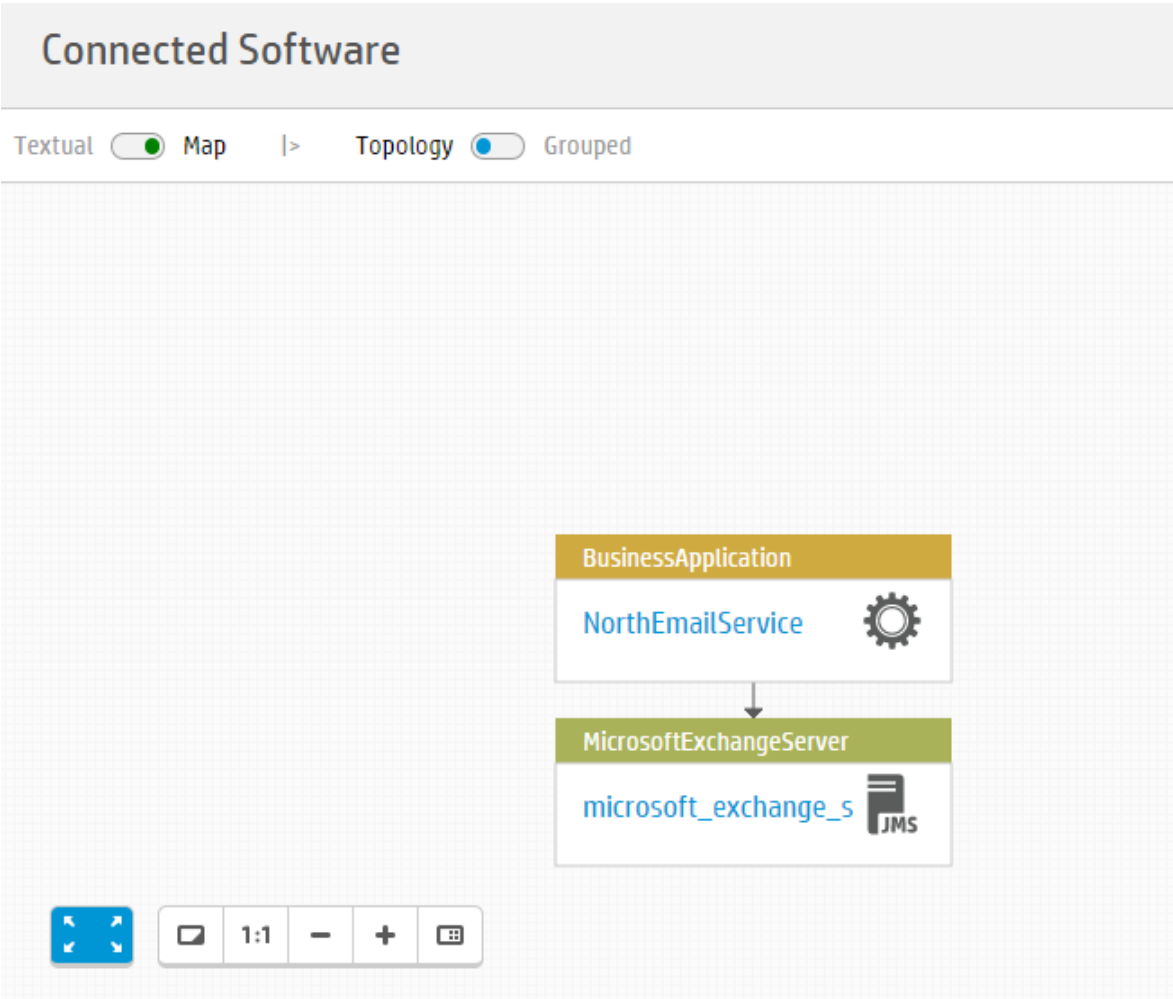 Connected Software
Textual Map |> Topology Grouped
BusinessApplication
NorthEmailService
MicrosoftExchangeServer
microsoft_exchange_s
JMS
1:1 − +